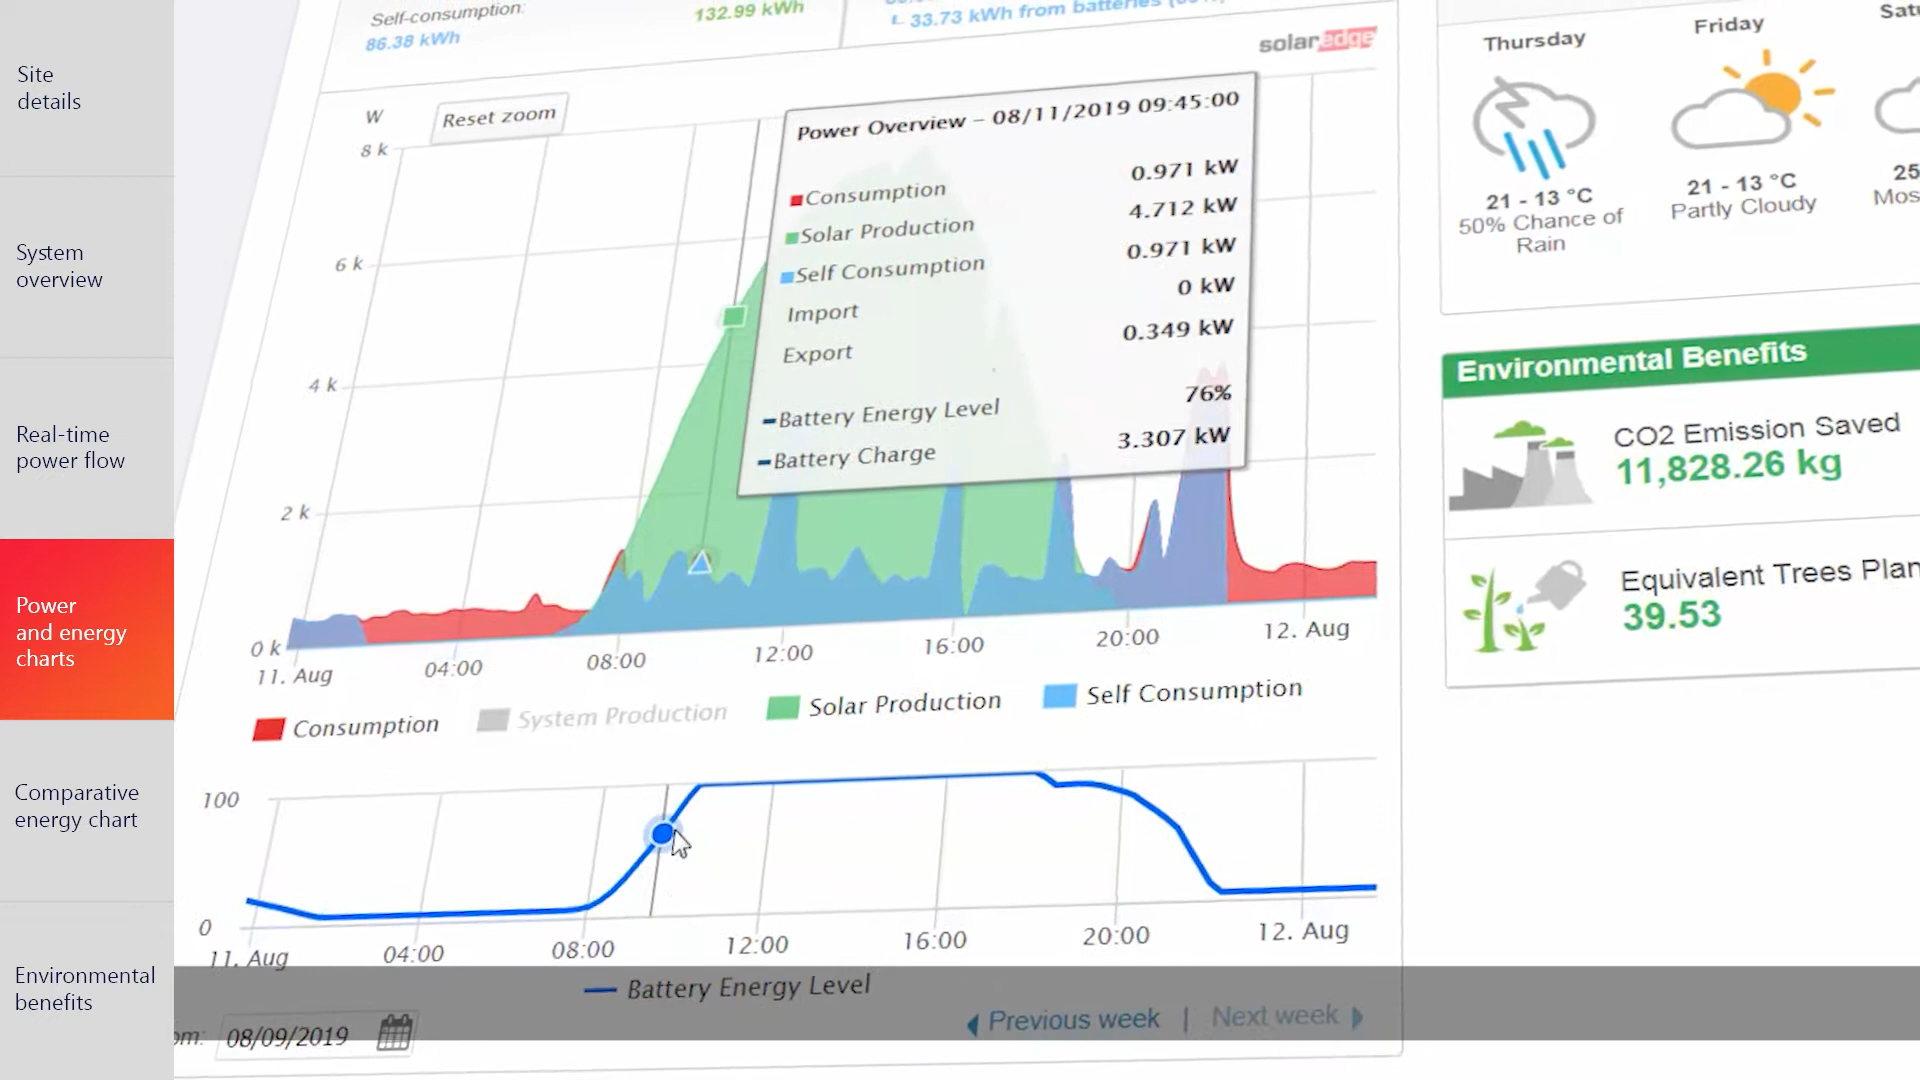 Site
details
System
overview
Real-time
power flow
Power
and energy
charts
Comparative
energy chart
Environmental
benefits
Self-consumption:
86.38 kWh
132.99 kWh
33.73 kWh from batteries
solaredge
W
Reset zoom
8 k
6 k
4 k
2 k
0 k
Power Overview – 08/11/2019 09:45:00
Consumption 0.971 kW
Solar Production 4.712 kW
Self Consumption 0.971 kW
Import 0 kW
Export 0.349 kW
Battery Energy Level 76%
Battery Charge 3.307 kW
11. Aug 04:00 08:00 12:00 16:00 20:00 12. Aug
Consumption System Production Solar Production Self Consumption
100
0
11. Aug 04:00 08:00 12:00 16:00 20:00 12. Aug
Battery Energy Level
om: 08/09/2019
Previous week | Next week
Thursday
21 - 13 °C
50% Chance of
Rain
Friday
21 - 13 °C
Partly Cloudy
25
Environmental Benefits
CO2 Emission Saved
11,828.26 kg
Equivalent Trees Plan
39.53